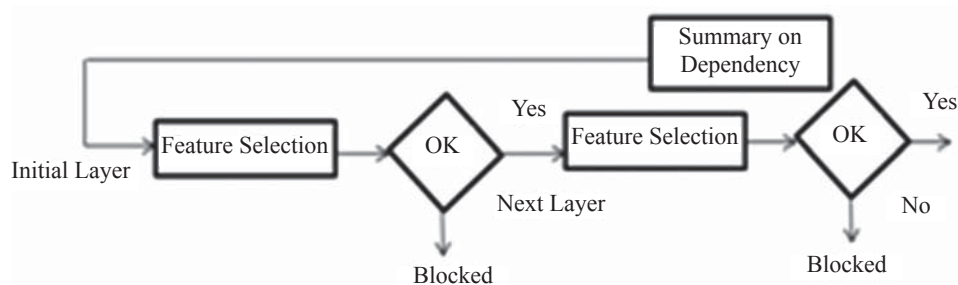 Summary on
Dependency
Initial Layer
Feature Selection
OK
Yes
Next Layer
Blocked
Feature Selection
OK
Yes
No
Blocked